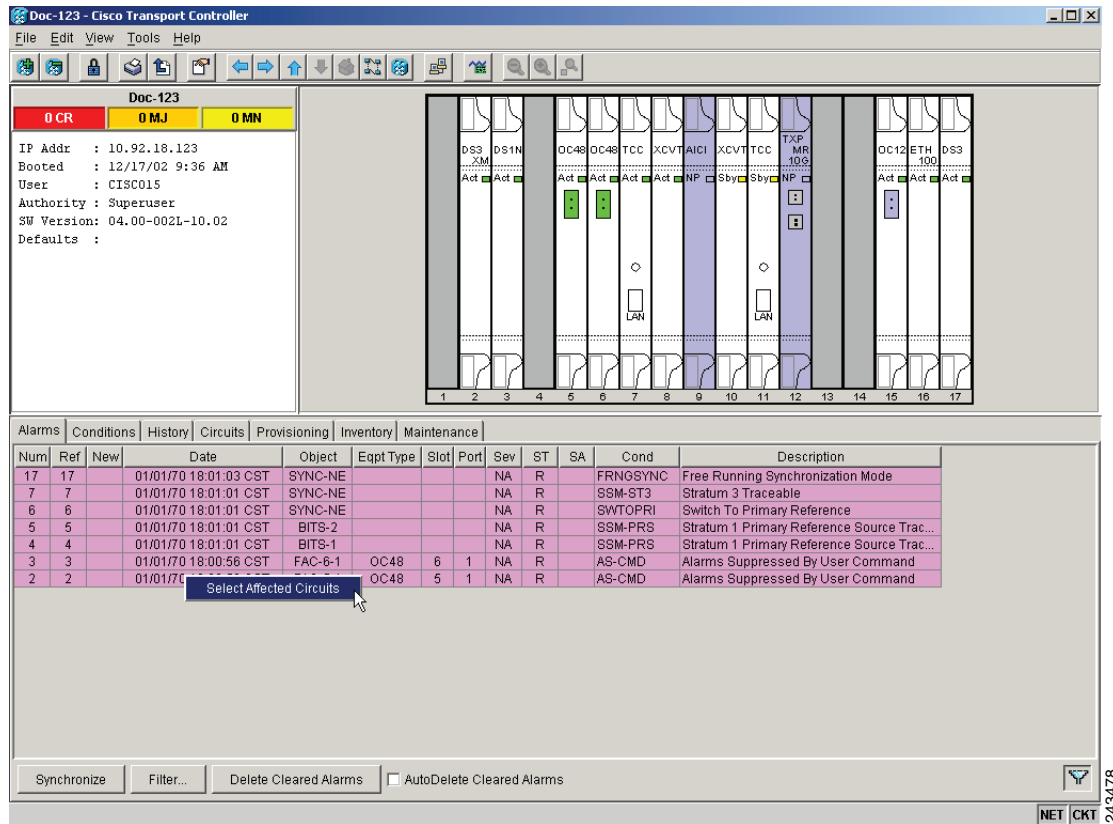 Doc-123 - Cisco Transport Controller
File Edit View Tools Help
Doc-123
0 CR 0 MJ 0 MN
IP Addr : 10.92.18.123
Booted : 12/17/02 9:36 AM
User : CISC015
Authority : Superuser
SW Version: 04.00-002L-10.02
Defaults :
DS3 XM DS1N OC48 OC48 TCC XCVT AICI XCVT TCC TXP MR 10G OC12 ETH 100 DS3
Act Act Act Act Act Act NP Sby Sby NP Act Act Act
LAN LAN
1 2 3 4 5 6 7 8 9 10 11 12 13 14 15 16 17
Alarms Conditions History Circuits Provisioning Inventory Maintenance
Num Ref New Date Object Eqpt Type Slot Port Sev ST SA Cond Description
17 17 01/01/70 18:01:03 CST SYNC-NE NA R FRNGSYNC Free Running Synchronization Mode
7 7 01/01/70 18:01:01 CST SYNC-NE NA R SSM-ST3 Stratum 3 Traceable
6 6 01/01/70 18:01:01 CST SYNC-NE NA R SWTOPRI Switch To Primary Reference
5 5 01/01/70 18:01:01 CST BITS-2 NA R SSM-PRS Stratum 1 Primary Reference Source Trac...
4 4 01/01/70 18:01:01 CST BITS-1 NA R SSM-PRS Stratum 1 Primary Reference Source Trac...
3 3 01/01/70 18:00:56 CST FAC-6-1 OC48 6 1 NA R AS-CMD Alarms Suppressed By User Command
2 2 01/01/70 OC48 5 1 NA R AS-CMD Alarms Suppressed By User Command
Select Affected Circuits
Synchronize Filter... Delete Cleared Alarms AutoDelete Cleared Alarms
NET CKT
243478